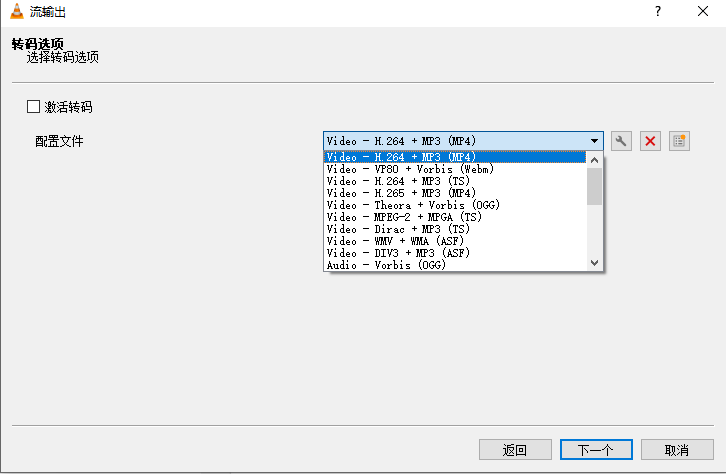 流输出
?
转码选项
选择转码选项
激活转码
配置文件
Video - H.264 + MP3 (MP4)
Video - H.264 + MP3 (MP4)
Video - VP80 + Vorbis (Webm)
Video - H.264 + MP3 (TS)
Video - H.265 + MP3 (MP4)
Video - Theora + Vorbis (OGG)
Video - MPEG-2 + MPGA (TS)
Video - Dirac + MP3 (TS)
Video - WMV + WMA (ASF)
Video - DIV3 + MP3 (ASF)
Audio - Vorbis (OGG)
返回 下一个 取消